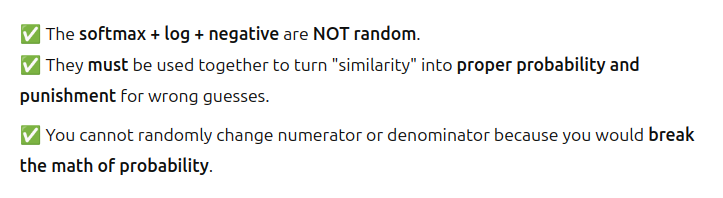 ✅ The softmax + log + negative are NOT random.
✅ They must be used together to turn "similarity" into proper probability and
punishment for wrong guesses.
✅ You cannot randomly change numerator or denominator because you would break
the math of probability.